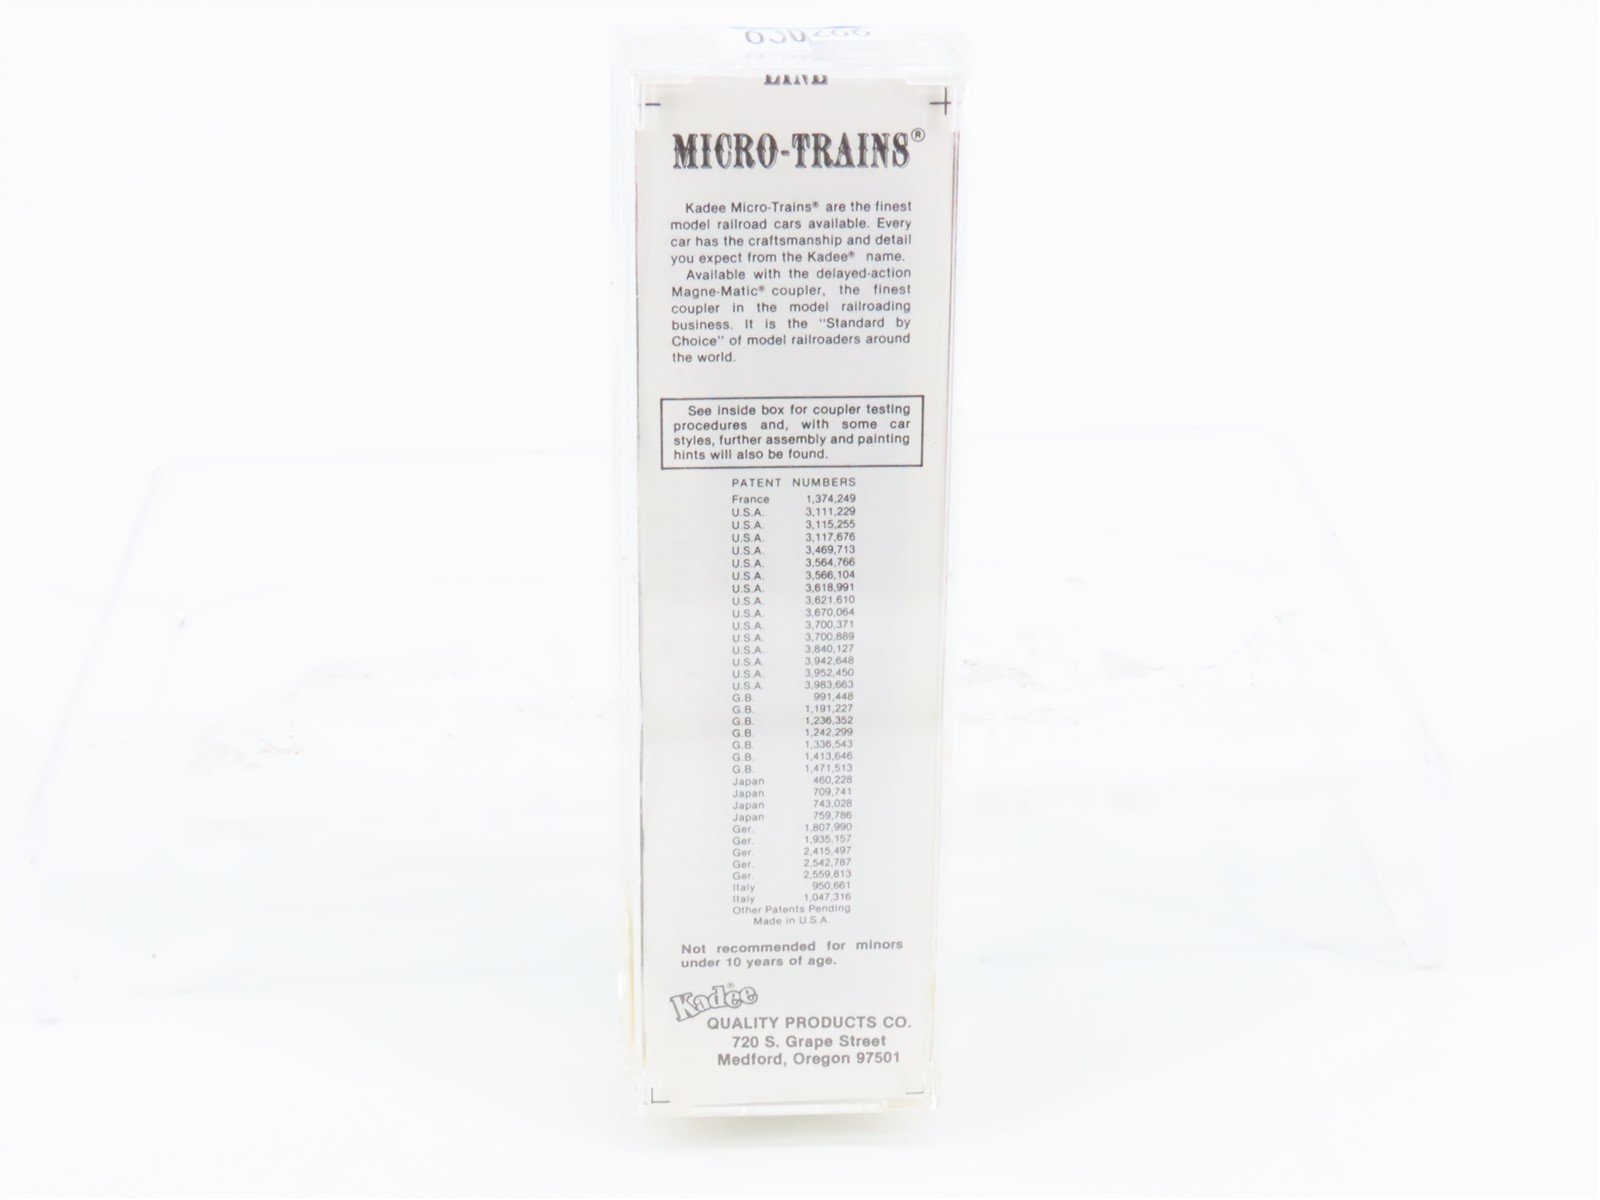 LINE
MICRO-TRAINS®
Kadee Micro-Trains® are the finest
model railroad cars available. Every
car has the craftsmanship and detail
you expect from the Kadee® name.
Available with the delayed-action
Magne-Matic® coupler, the finest
coupler in the model railroading
business. It is the "Standard by
Choice" of model railroaders around
the world.
See inside box for coupler testing
procedures and, with some car
styles, further assembly and painting
hints will also be found.
PATENT NUMBERS
France 1,374,249
U.S.A. 3,111,229
U.S.A. 3,115,255
U.S.A. 3,117,676
U.S.A. 3,469,713
U.S.A. 3,564,766
U.S.A. 3,566,104
U.S.A. 3,618,991
U.S.A. 3,621,610
U.S.A. 3,670,064
U.S.A. 3,700,371
U.S.A. 3,700,889
U.S.A. 3,840,127
U.S.A. 3,942,648
U.S.A. 3,952,450
U.S.A. 3,983,663
G.B. 991,448
G.B. 1,191,227
G.B. 1,236,352
G.B. 1,242,299
G.B. 1,336,543
G.B. 1,413,646
G.B. 1,471,513
Japan 460,228
Japan 709,741
Japan 743,028
Japan 759,786
Ger. 1,807,990
Ger. 1,935,157
Ger. 2,415,497
Ger. 2,542,787
Ger. 2,559,813
Italy 950,661
Italy 1,047,316
Other Patents Pending
Made in U.S.A.
Not recommended for minors
under 10 years of age.
Kadee®
QUALITY PRODUCTS CO.
720 S. Grape Street
Medford, Oregon 97501